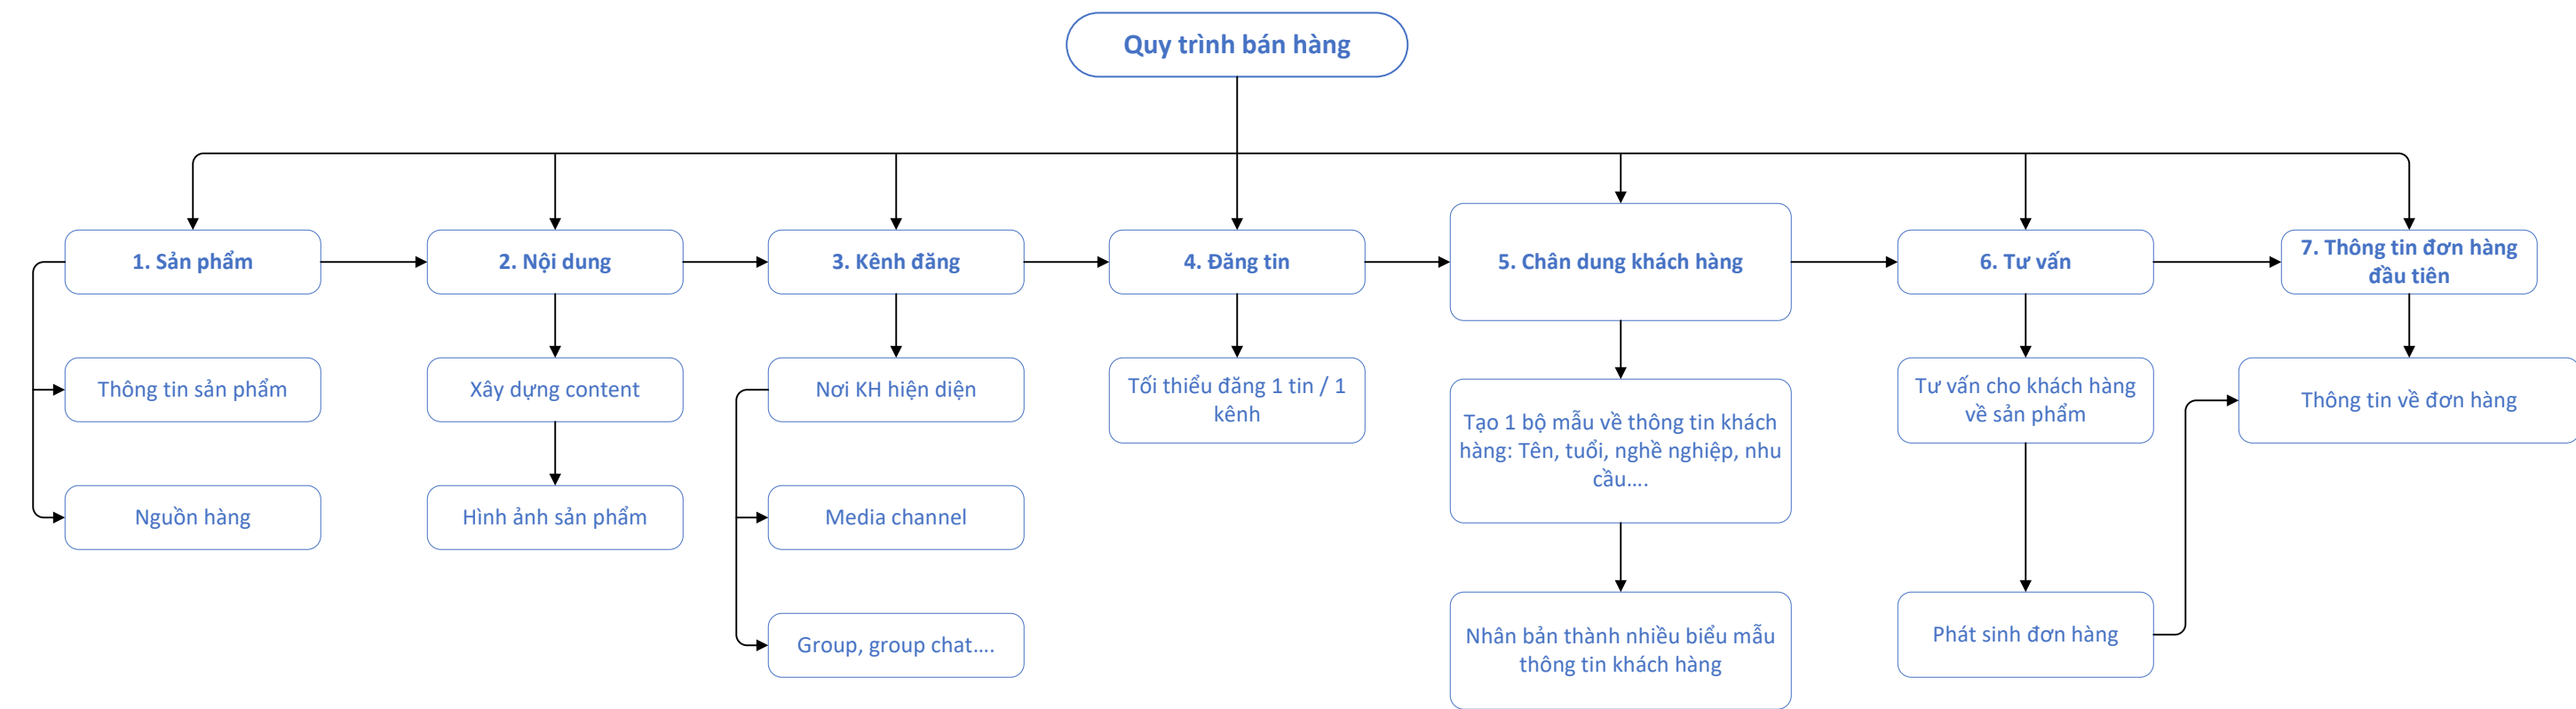 Quy trình bán hàng
1. Sản phẩm
2. Nội dung
3. Kênh đăng
4. Đăng tin
5. Chân dung khách hàng
6. Tư vấn
7. Thông tin đơn hàng
đầu tiên
Thông tin sản phẩm
Nguồn hàng
Xây dựng content
Hình ảnh sản phẩm
Nơi KH hiện diện
Media channel
Group, group chat....
Tối thiểu đăng 1 tin / 1
kênh
Tạo 1 bộ mẫu về thông tin khách
hàng: Tên, tuổi, nghề nghiệp, nhu
cầu....
Nhân bản thành nhiều biểu mẫu
thông tin khách hàng
Tư vấn cho khách hàng
về sản phẩm
Phát sinh đơn hàng
Thông tin về đơn hàng